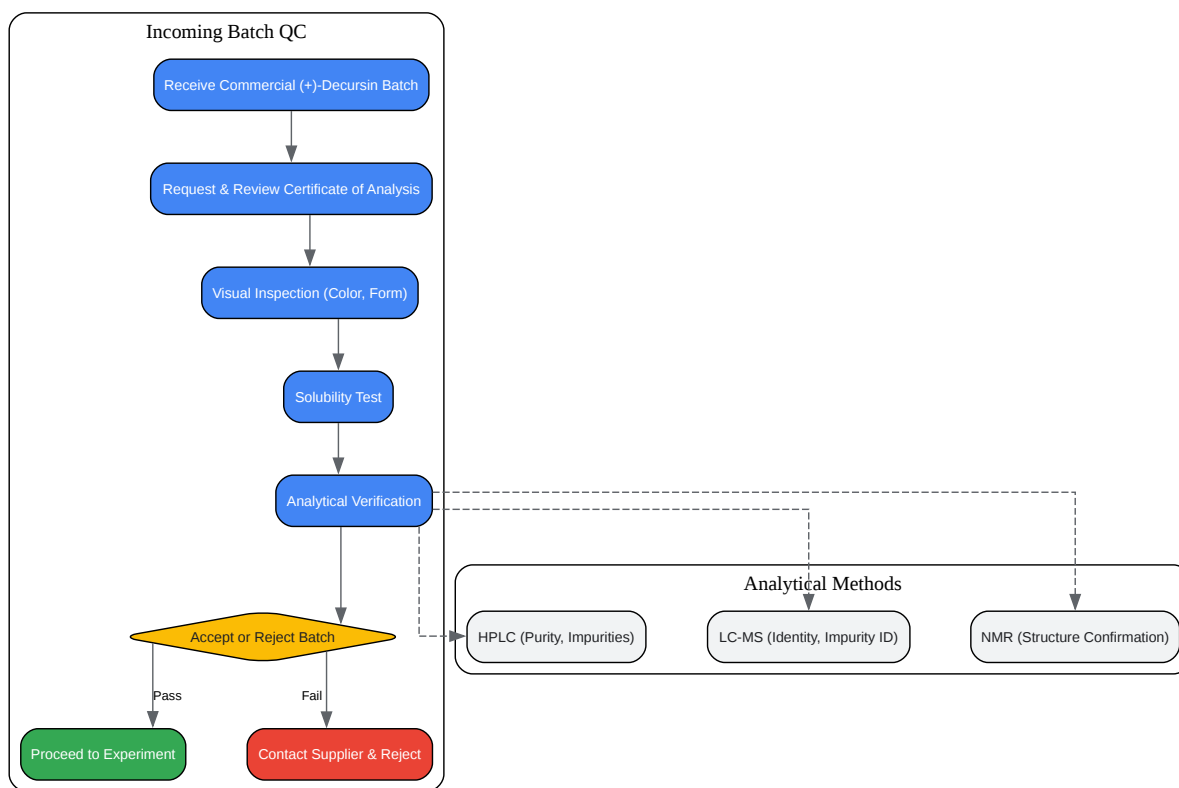 Incoming Batch QC
Receive Commercial (+)-Decursin Batch
Request & Review Certificate of Analysis
Visual Inspection (Color, Form)
Solubility Test
Analytical Verification
Analytical Methods
HPLC (Purity, Impurities)
LC-MS (Identity, Impurity ID)
NMR (Structure Confirmation)
Accept or Reject Batch
Pass
Fail
Proceed to Experiment
Contact Supplier & Reject